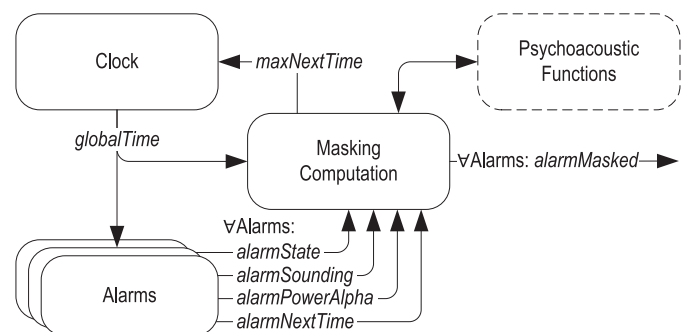 Clock
maxNextTime
Psychoacoustic
Functions
globalTime
Masking
Computation
∀Alarms: alarmMasked
∀Alarms:
alarmState
alarmSounding
alarmPowerAlpha
alarmNextTime
Alarms